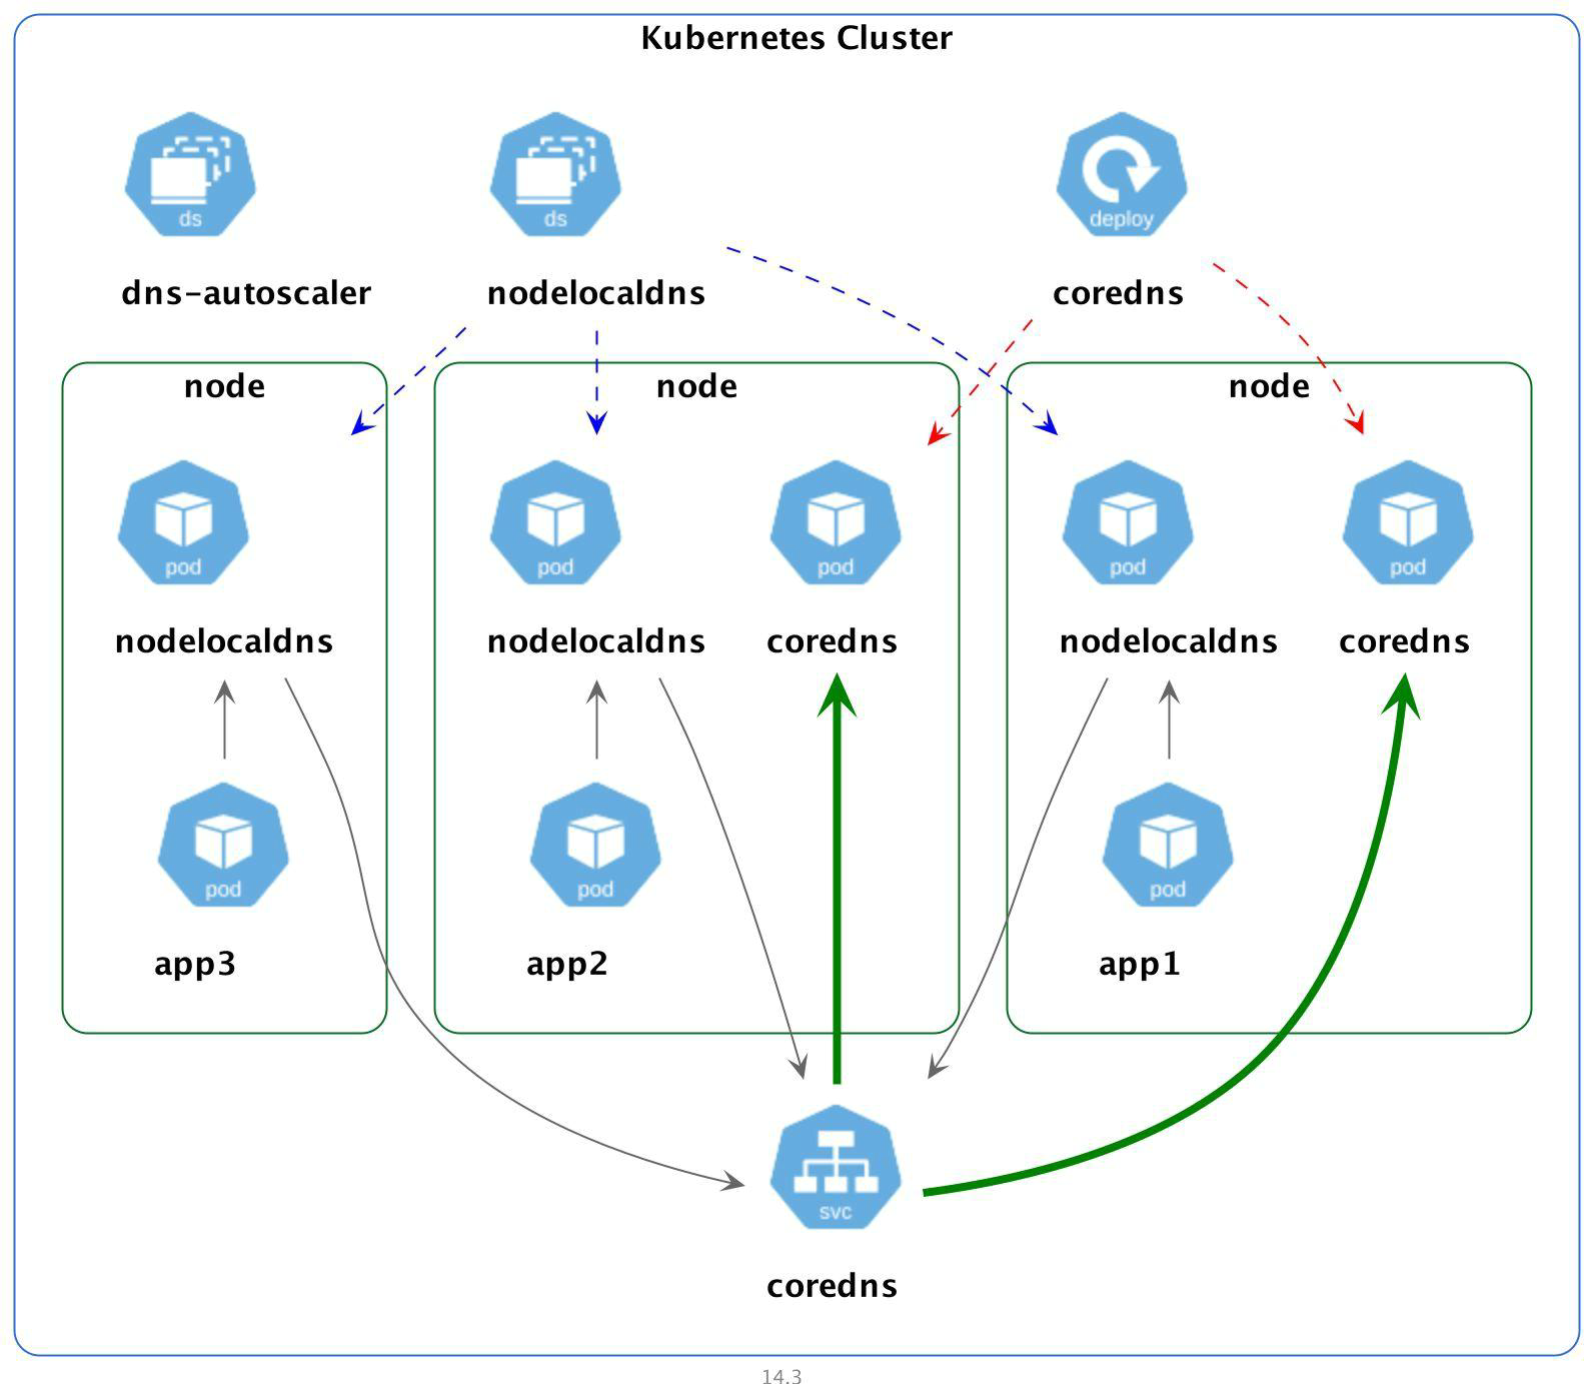 Kubernetes Cluster
ds
ds
deploy
dns-autoscaler
nodelocaldns
coredns
node
node
node
pod
pod
pod
pod
pod
nodelocaldns
nodelocaldns
coredns
nodelocaldns
coredns
pod
pod
pod
app3
app2
app1
svc
coredns
14.3